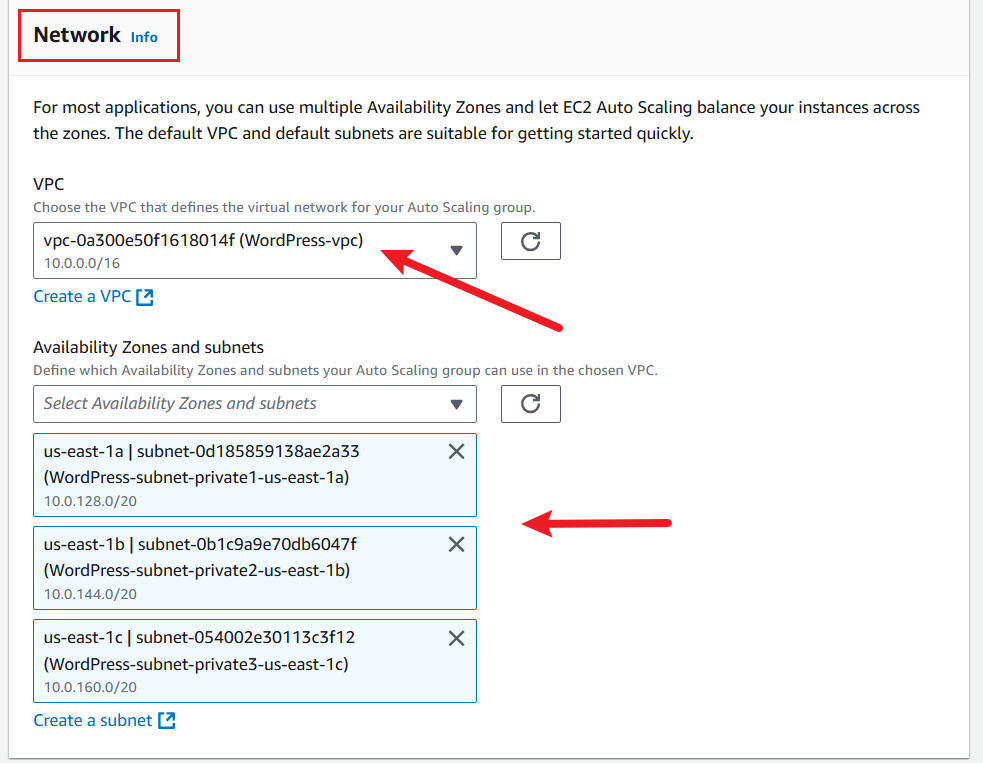 Network Info
For most applications, you can use multiple Availability Zones and let EC2 Auto Scaling balance your instances across
the zones. The default VPC and default subnets are suitable for getting started quickly.
VPC
Choose the VPC that defines the virtual network for your Auto Scaling group.
vpc-0a300e50f1618014f (WordPress-vpc)
10.0.0.0/16
Create a VPC
Availability Zones and subnets
Define which Availability Zones and subnets your Auto Scaling group can use in the chosen VPC.
Select Availability Zones and subnets
us-east-1a | subnet-0d185859138ae2a33
(WordPress-subnet-private1-us-east-1a)
10.0.128.0/20
us-east-1b | subnet-0b1c9a9e70db6047f
(WordPress-subnet-private2-us-east-1b)
10.0.144.0/20
us-east-1c | subnet-054002e30113c3f12
(WordPress-subnet-private3-us-east-1c)
10.0.160.0/20
Create a subnet